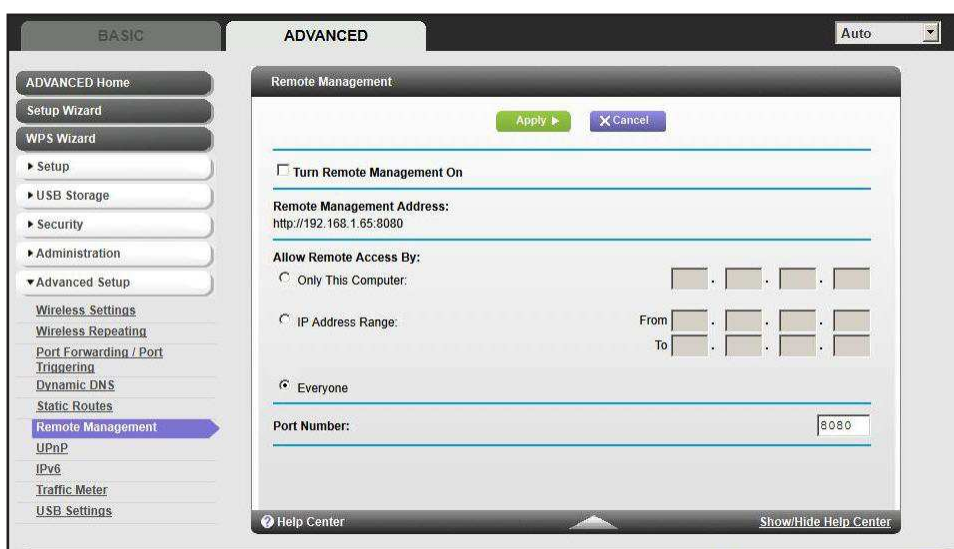 BASIC
ADVANCED
Auto
ADVANCED Home
Setup Wizard
WPS Wizard
Setup
USB Storage
Security
Administration
Advanced Setup
Wireless Settings
Wireless Repeating
Port Forwarding / Port
Triggering
Dynamic DNS
Static Routes
Remote Management
UPnP
IPv6
Traffic Meter
USB Settings
Remote Management
Apply
Cancel
Turn Remote Management On
Remote Management Address:
http://192.168.1.65:8080
Allow Remote Access By:
Only This Computer:
IP Address Range:
From
To
Everyone
Port Number:
8080
Help Center
Show/Hide Help Center